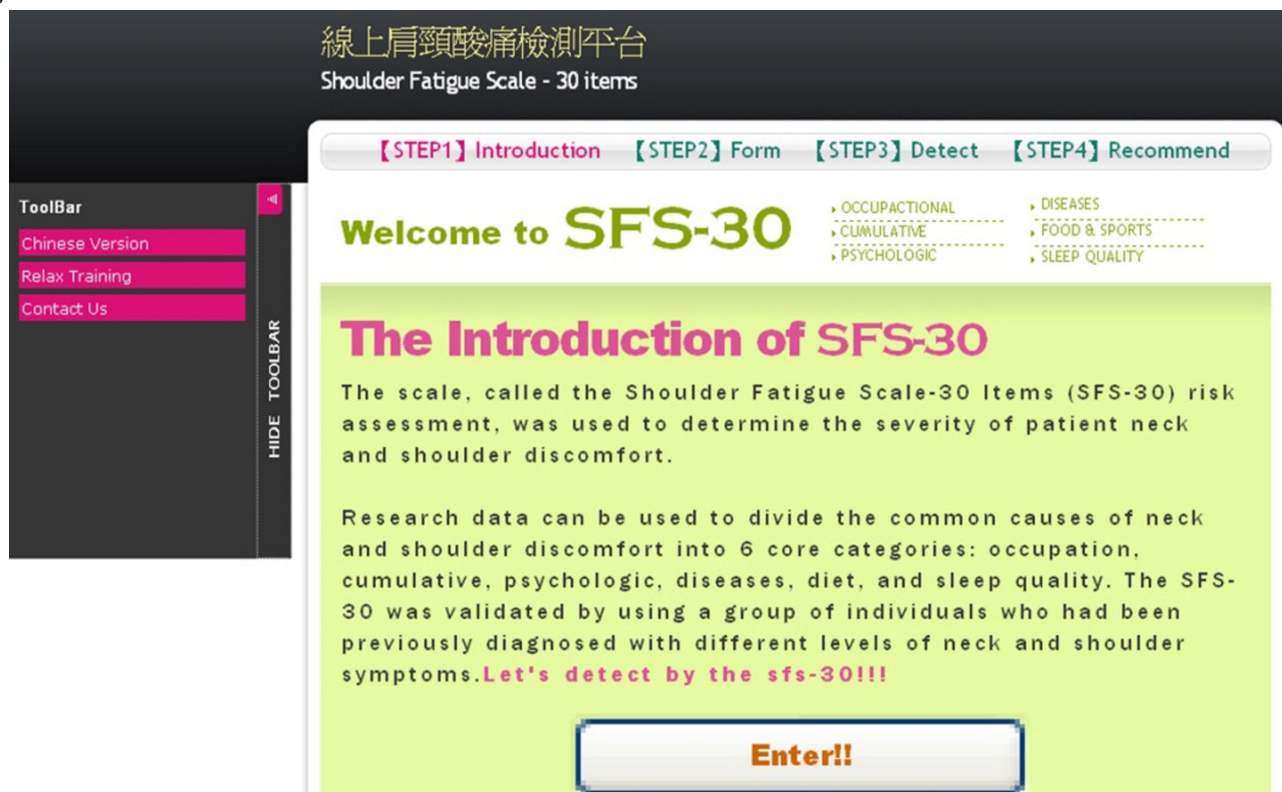 線上肩頸酸痛檢測平台
Shoulder Fatigue Scale - 30 items
【STEP1】Introduction 【STEP2】Form 【STEP3】Detect 【STEP4】Recommend
ToolBar
Chinese Version
Relax Training
Contact Us
HIDE TOOLBAR
Welcome to SFS-30
OCCUPACTIONAL
CUMULATIVE
PSYCHOLOGIC
DISEASES
FOOD & SPORTS
SLEEP QUALITY
The Introduction of SFS-30
The scale, called the Shoulder Fatigue Scale-30 Items (SFS-30) risk
assessment, was used to determine the severity of patient neck
and shoulder discomfort.
Research data can be used to divide the common causes of neck
and shoulder discomfort into 6 core categories: occupation,
cumulative, psychologic, diseases, diet, and sleep quality. The SFS-
30 was validated by using a group of individuals who had been
previously diagnosed with different levels of neck and shoulder
symptoms.Let's detect by the sfs-30!!!
Enter!!